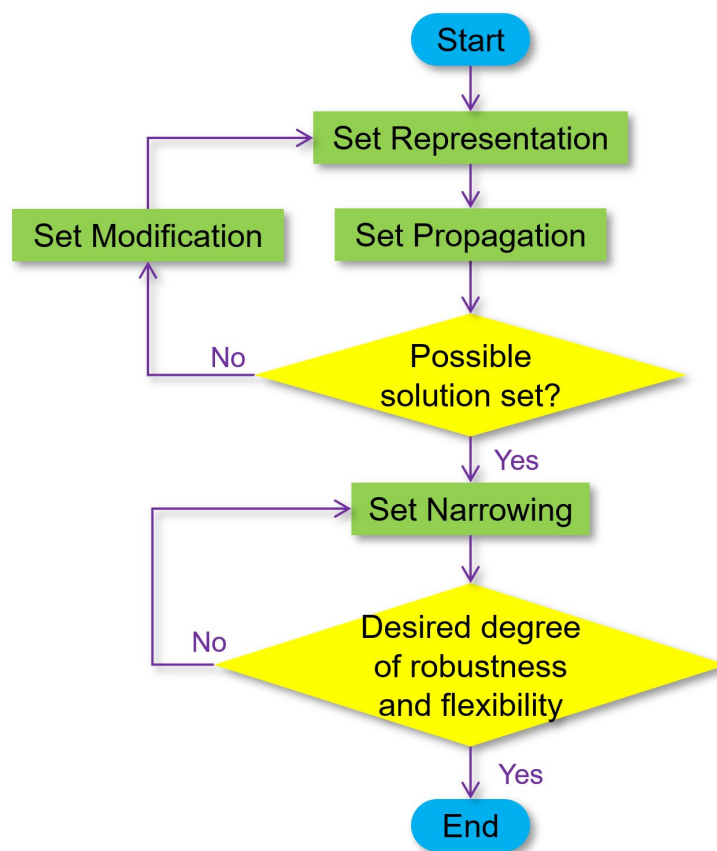 Start
Set Representation
Set Modification
Set Propagation
No
Possible
solution set?
Yes
Set Narrowing
No
Desired degree
of robustness
and flexibility
Yes
End